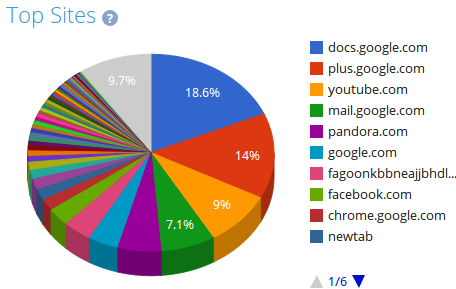 Top Sites ?
9.7%
18.6%
14%
9%
7.1%
docs.google.com
plus.google.com
youtube.com
mail.google.com
pandora.com
google.com
fagoonkbbneajjbhdl...
facebook.com
chrome.google.com
newtab
1/6